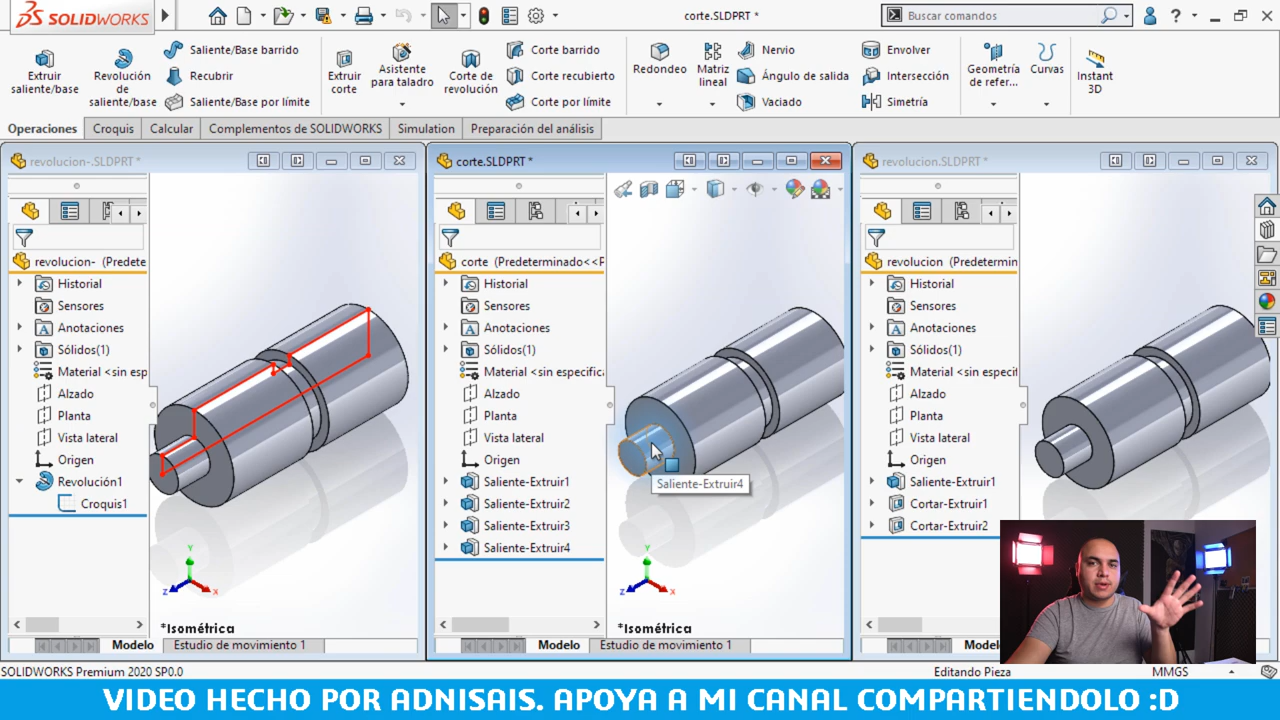 SOLIDWORKS
corte.SLDPRT *
Buscar comandos
Extruir saliente/base
Revolución de saliente/base
Saliente/Base barrido
Recubrir
Saliente/Base por límite
Extruir corte
Asistente para taladro
Corte de revolución
Corte barrido
Corte recubierto
Corte por límite
Redondeo
Matriz lineal
Nervio
Ángulo de salida
Vaciado
Envolver
Intersección
Simetría
Geometría de refer...
Curvas
Instant 3D
Operaciones
Croquis
Calcular
Complementos de SOLIDWORKS
Simulation
Preparación del análisis
revolucion-.SLDPRT *
revolucion- (Predete
Historial
Sensores
Anotaciones
Sólidos(1)
Material <sin esp
Alzado
Planta
Vista lateral
Origen
Revolución1
Croquis1
Y
Z
X
Modelo
Estudio de movimiento 1
corte.SLDPRT *
corte (Predeterminado<<P
Historial
Sensores
Anotaciones
Sólidos(1)
Material <sin especific
Alzado
Planta
Vista lateral
Origen
Saliente-Extruir1
Saliente-Extruir2
Saliente-Extruir3
Saliente-Extruir4
Saliente-Extruir4
Y
Z
X
*Isométrica
*Isométrica
Modelo
Estudio de movimiento 1
revolucion.SLDPRT *
revolucion (Predetermin
Historial
Sensores
Anotaciones
Sólidos(1)
Material <sin especif
Alzado
Planta
Vista lateral
Origen
Saliente-Extruir1
Cortar-Extruir1
Cortar-Extruir2
Modelo
SOLIDWORKS Premium 2020 SP0.0
Editando Pieza
MMGS
VIDEO HECHO POR ADNISAIS. APOYA A MI CANAL COMPARTIENDOLO :D